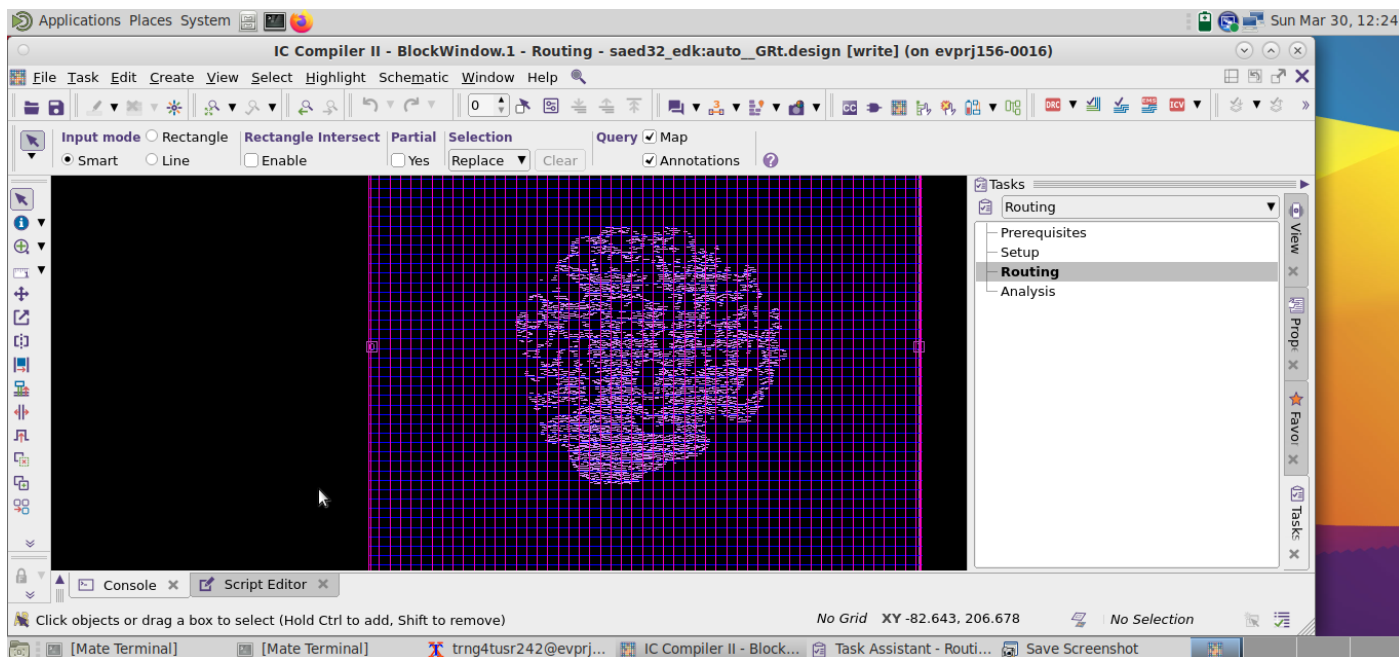 Applications Places System
Sun Mar 30, 12:24
IC Compiler II - BlockWindow.1 - Routing - saed32_edk:auto__GRt.design [write] (on evprj156-0016)
File Task Edit Create View Select Highlight Schematic Window Help
0
CC
DRC
ICV
Input mode Rectangle Rectangle Intersect Partial Selection Query Map
Smart Line Enable Yes Replace Clear Annotations
Tasks
Routing
Prerequisites
Setup
Routing
Analysis
View
Prope
Favor
Tasks
Console
Script Editor
Click objects or drag a box to select (Hold Ctrl to add, Shift to remove)
No Grid XY -82.643, 206.678
No Selection
[Mate Terminal] [Mate Terminal] trng4tusr242@evprj... IC Compiler II - Block... Task Assistant - Routi... Save Screenshot